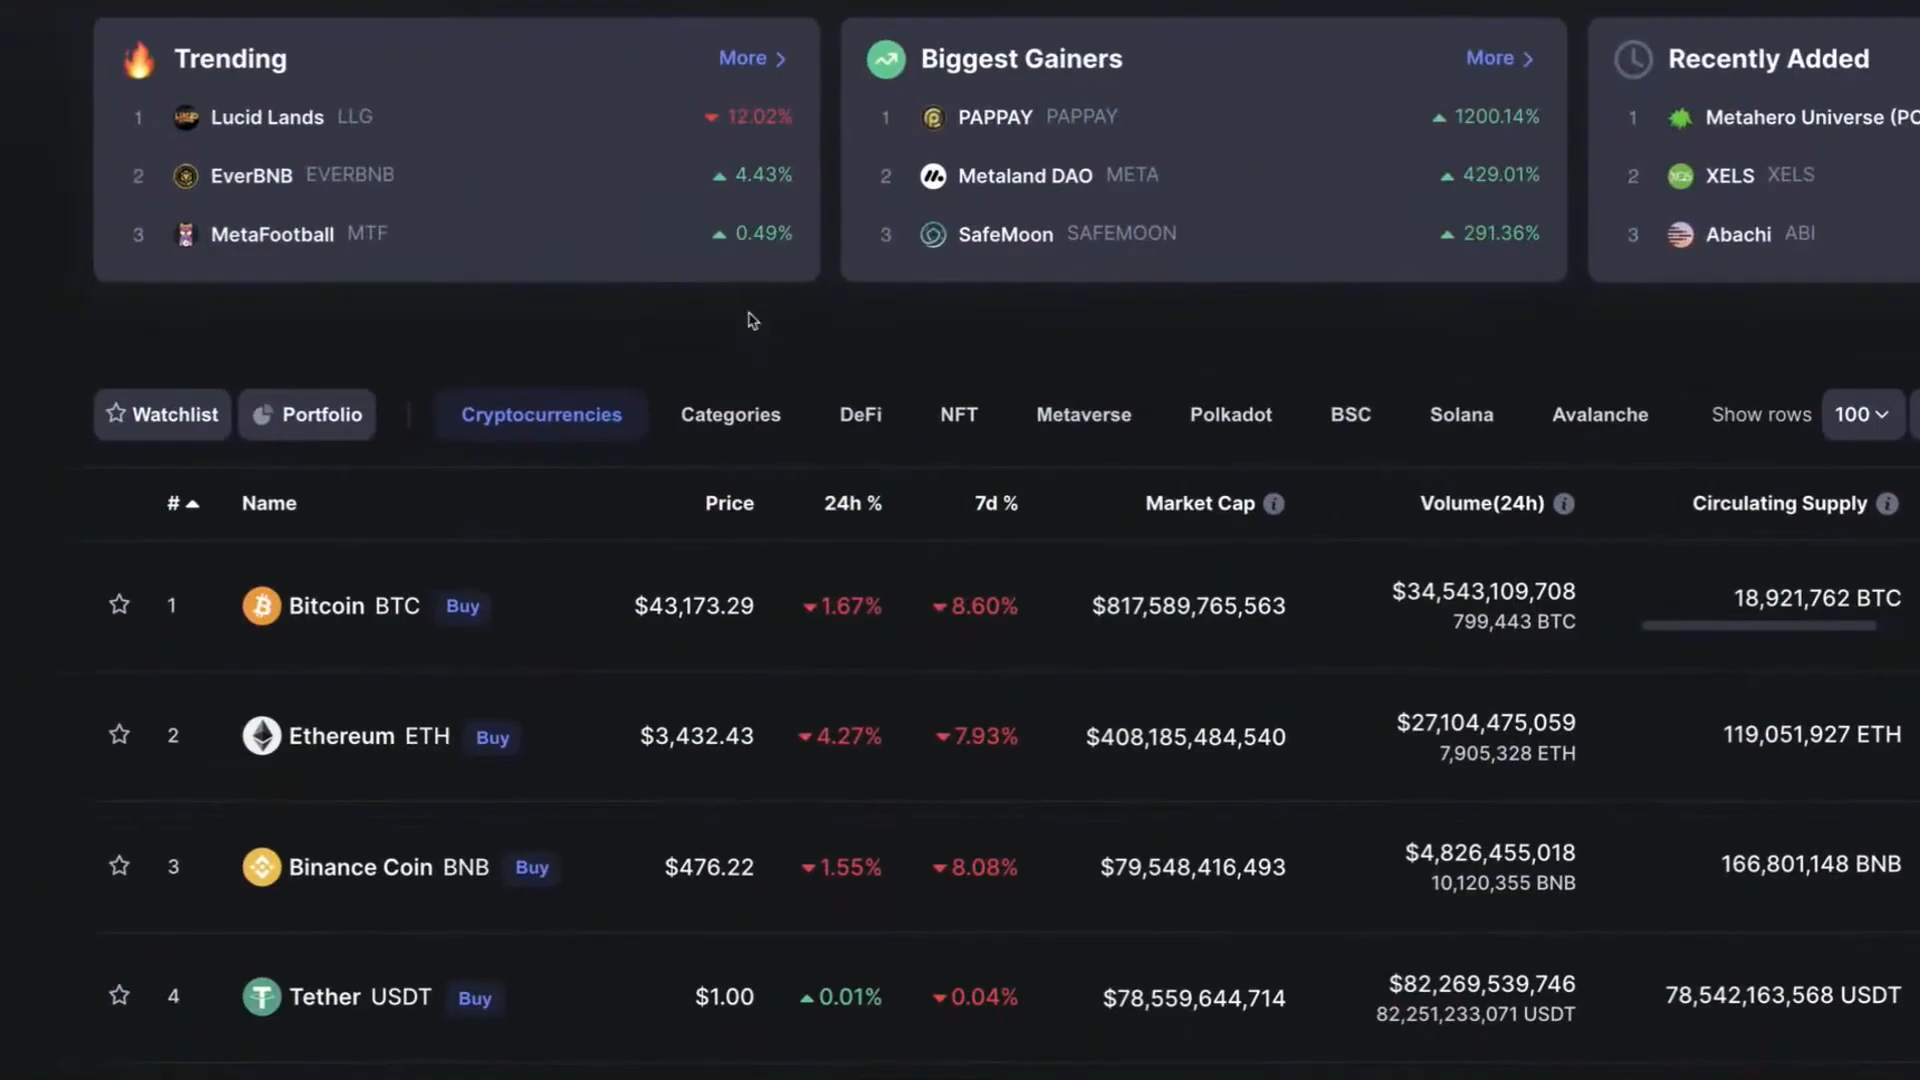 Trending More
1 Lucid Lands LLG 12.02%
2 EverBNB EVERBNB 4.43%
3 MetaFootball MTF 0.49%
Biggest Gainers More
1 PAPPAY PAPPAY 1200.14%
2 Metaland DAO META 429.01%
3 SafeMoon SAFEMOON 291.36%
Recently Added
1 Metahero Universe (PO
2 XELS XELS
3 Abachi ABI
Watchlist Portfolio Cryptocurrencies Categories DeFi NFT Metaverse Polkadot BSC Solana Avalanche Show rows 100
# Name Price 24h % 7d % Market Cap Volume(24h) Circulating Supply
1 Bitcoin BTC Buy $43,173.29 1.67% 8.60% $817,589,765,563 $34,543,109,708 18,921,762 BTC
799,443 BTC
2 Ethereum ETH Buy $3,432.43 4.27% 7.93% $408,185,484,540 $27,104,475,059 119,051,927 ETH
7,905,328 ETH
3 Binance Coin BNB Buy $476.22 1.55% 8.08% $79,548,416,493 $4,826,455,018 166,801,148 BNB
10,120,355 BNB
4 Tether USDT Buy $1.00 0.01% 0.04% $78,559,644,714 $82,269,539,746 78,542,163,568 USDT
82,251,233,071 USDT